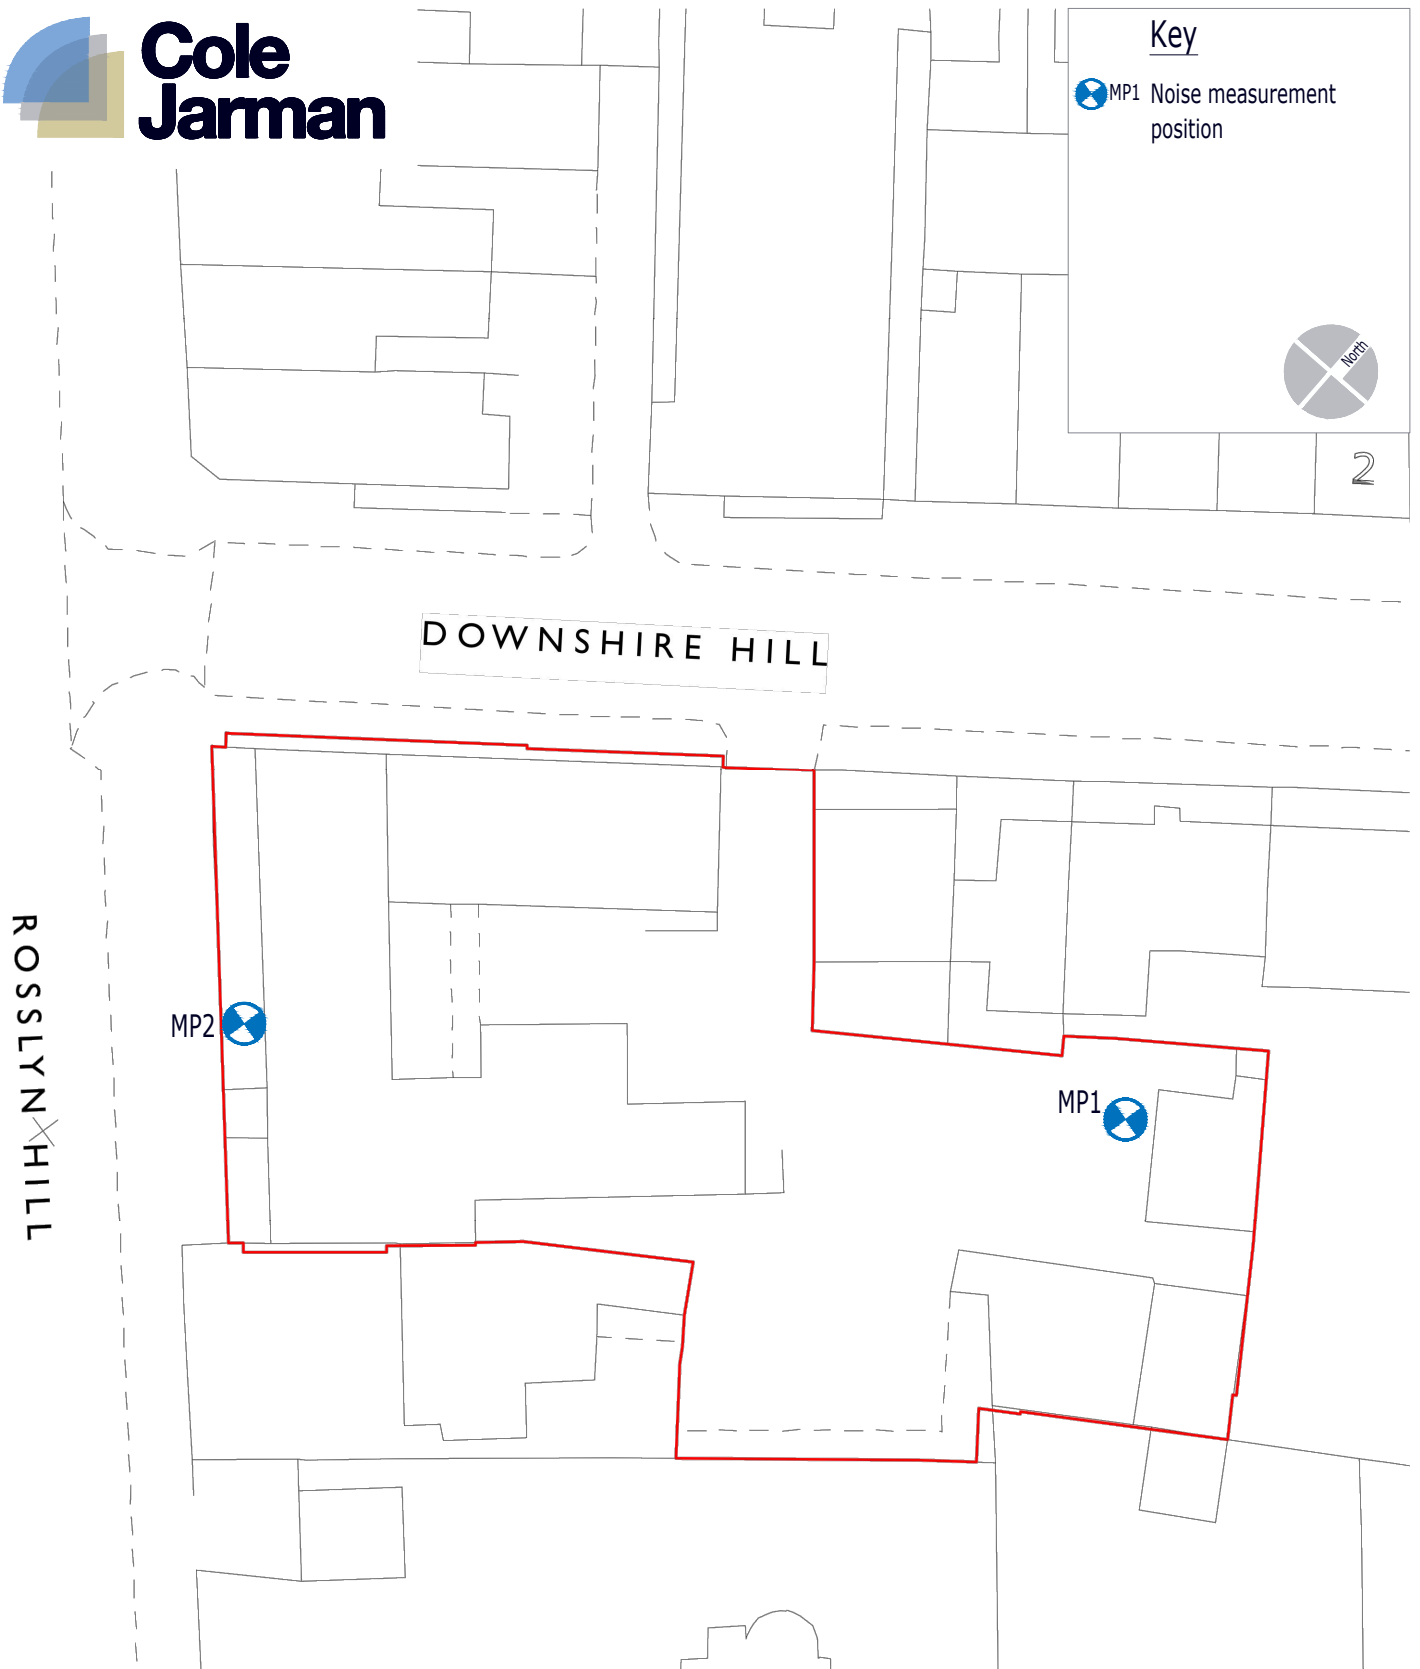 Cole
Jarman
Key
MP1 Noise measurement
position
North
2
DOWNSHIRE HILL
ROSSLYN HILL
MP2
MP1